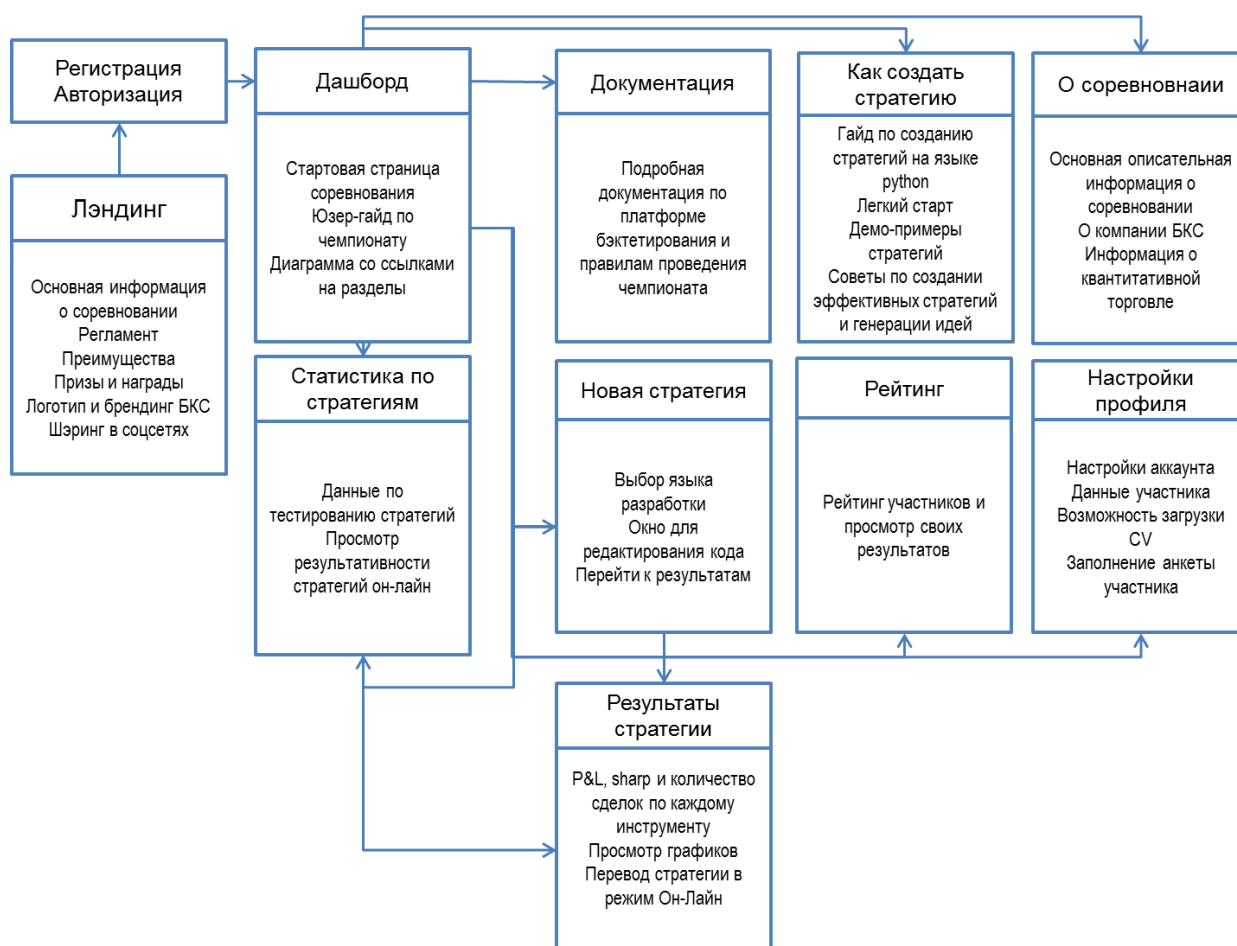 Регистрация
Авторизация
Лэндинг
Основная информация
о соревновании
Регламент
Преимущества
Призы и награды
Логотип и брендинг БКС
Шэринг в соцсетях
Дашборд
Стартовая страница
соревнования
Юзер-гайд по
чемпионату
Диаграмма со ссылками
на разделы
Документация
Подробная
документация по
платформе
бэктетирования и
правилам проведения
чемпионата
Как создать
стратегию
Гайд по созданию
стратегий на языке
python
Легкий старт
Демо-примеры
стратегий
Советы по создании
эффективных стратегий
и генерации идей
О соревновнаии
Основная описательная
информация о
соревновании
О компании БКС
Информация о
квантитативной
торговле
Статистика по
стратегиям
Данные по
тестированию стратегий
Просмотр
результативности
стратегий он-лайн
Новая стратегия
Выбор языка
разработки
Окно для
редактирования кода
Перейти к результатам
Рейтинг
Рейтинг участников и
просмотр своих
результатов
Настройки
профиля
Настройки аккаунта
Данные участника
Возможность загрузки
CV
Заполнение анкеты
участника
Результаты
стратегии
P&L, sharp и количество
сделок по каждому
инструменту
Просмотр графиков
Перевод стратегии в
режим Он-Лайн